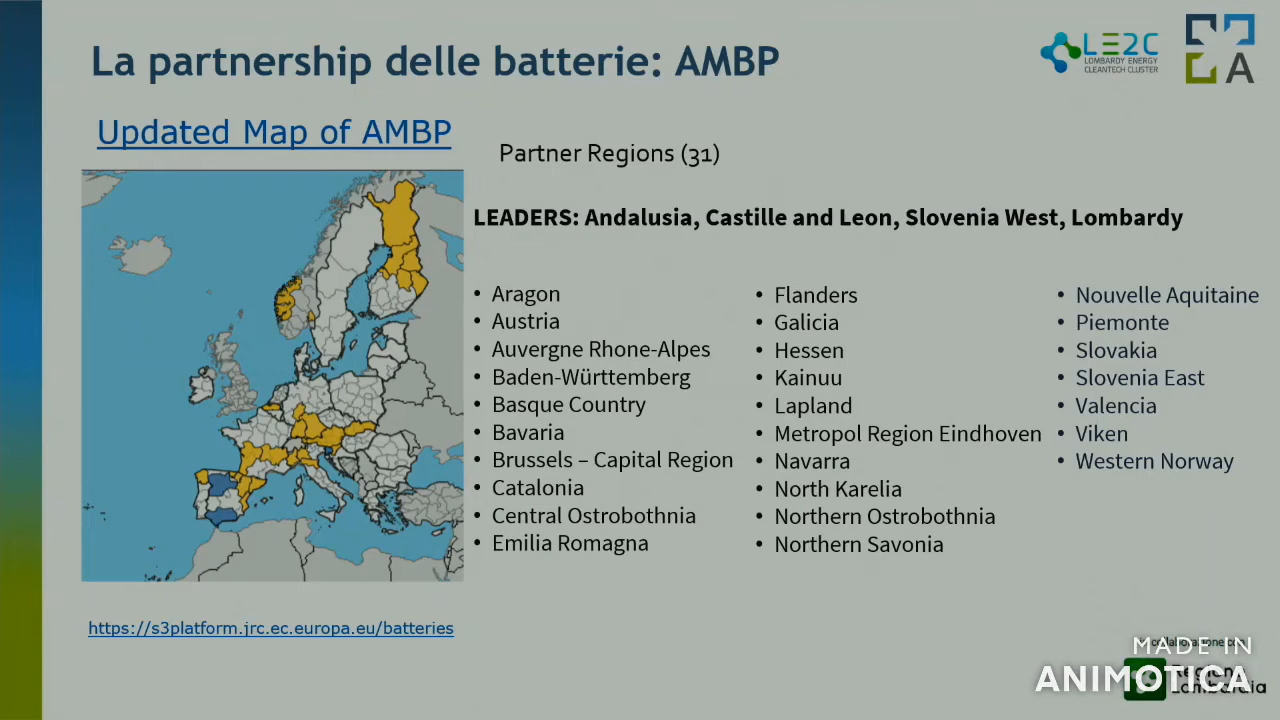 La partnership delle batterie: AMBP
LE2C
LOMBARDY ENERGY
CLEANTECH CLUSTER
A
Updated Map of AMBP
Partner Regions (31)
LEADERS: Andalusia, Castille and Leon, Slovenia West, Lombardy
• Aragon
• Austria
• Auvergne Rhone-Alpes
• Baden-Württemberg
• Basque Country
• Bavaria
• Brussels – Capital Region
• Catalonia
• Central Ostrobothnia
• Emilia Romagna
• Flanders
• Galicia
• Hessen
• Kainuu
• Lapland
• Metropol Region Eindhoven
• Navarra
• North Karelia
• Northern Ostrobothnia
• Northern Savonia
• Nouvelle Aquitaine
• Piemonte
• Slovakia
• Slovenia East
• Valencia
• Viken
• Western Norway
https://s3platform.jrc.ec.europa.eu/batteries
collaborazione con
MADE IN
ANIMOTICA
Regione
Lombardia